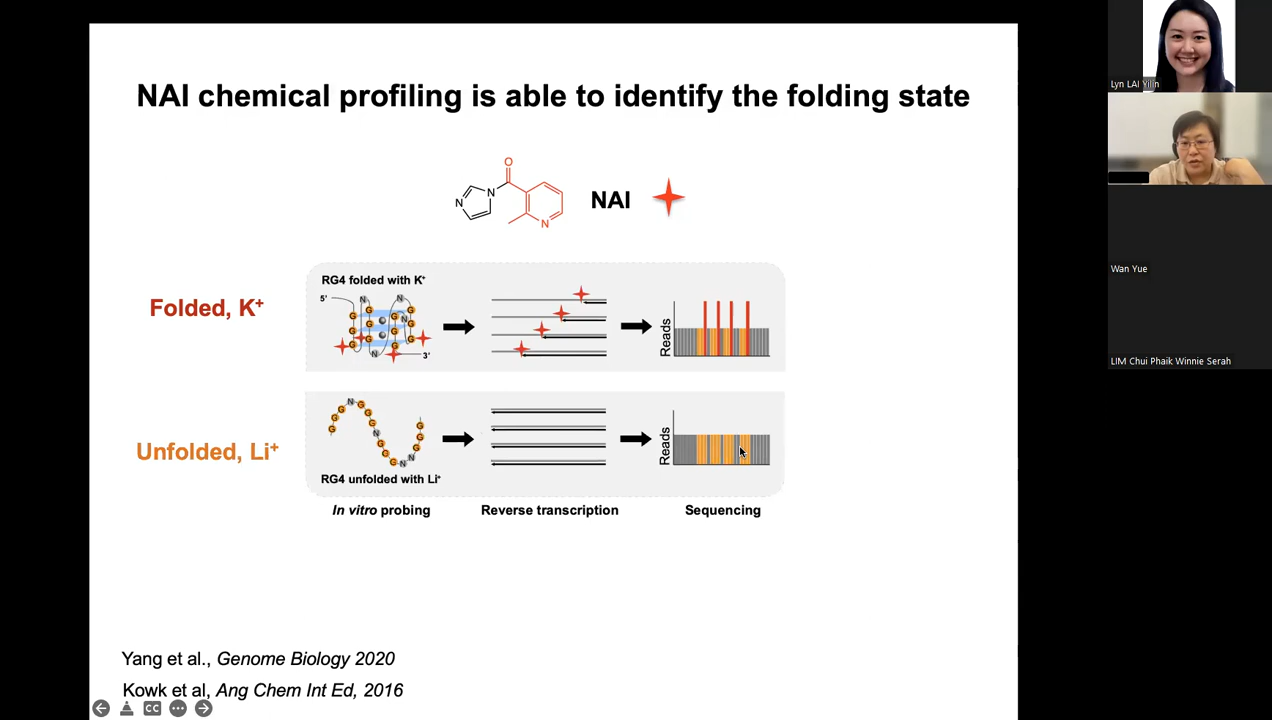 NAI chemical profiling is able to identify the folding state
O
N
N
N
NAI
Folded, K⁺
RG4 folded with K⁺
5'
N
N
G
G
G
G
G
G
G
G
G
G
G
G
N
N
3'
Reads
Unfolded, Li⁺
G
G
G
N
G
G
G
N
G
G
G
N
N
G
G
G
RG4 unfolded with Li⁺
Reads
In vitro probing
Reverse transcription
Sequencing
Yang et al., Genome Biology 2020
Kowk et al, Ang Chem Int Ed, 2016
CC
Lyn LAI Yilin
Wan Yue
LIM Chui Phaik Winnie Serah